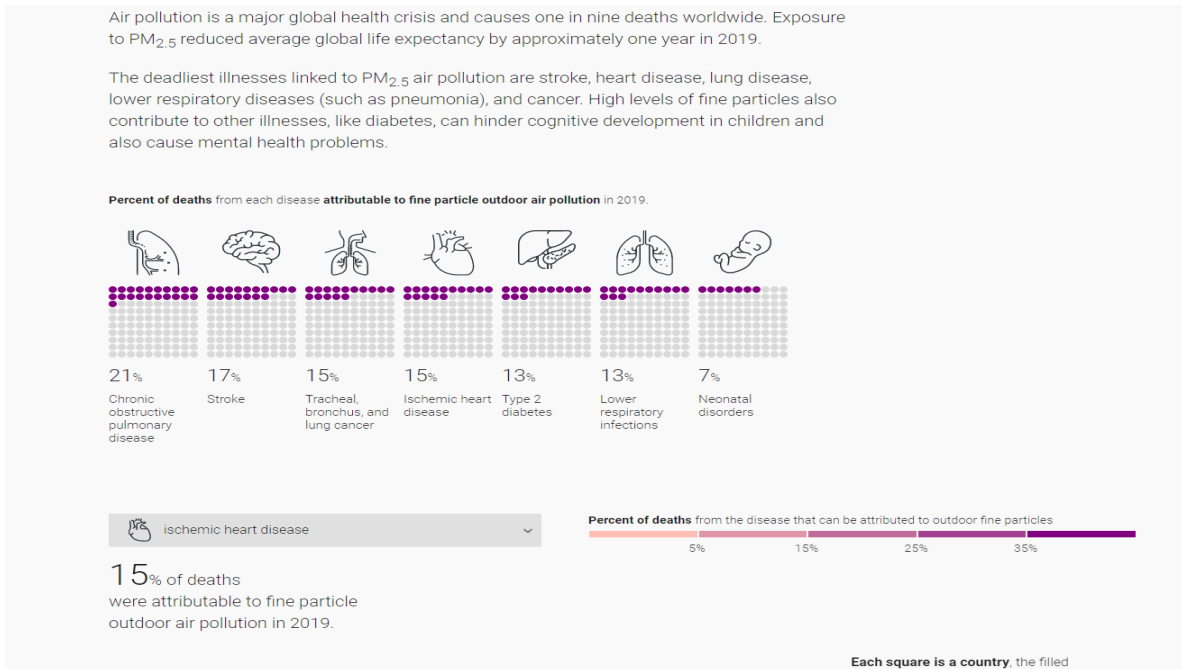 Air pollution is a major global health crisis and causes one in nine deaths worldwide. Exposure
to PM2.5 reduced average global life expectancy by approximately one year in 2019.
The deadliest illnesses linked to PM2.5 air pollution are stroke, heart disease, lung disease,
lower respiratory diseases (such as pneumonia), and cancer. High levels of fine particles also
contribute to other illnesses, like diabetes, can hinder cognitive development in children and
also cause mental health problems.
Percent of deaths from each disease attributable to fine particle outdoor air pollution in 2019.
21%
Chronic
obstructive
pulmonary
disease
17%
Stroke
15%
Tracheal,
bronchus, and
lung cancer
15%
Ischemic heart
disease
13%
Type 2
diabetes
13%
Lower
respiratory
infections
7%
Neonatal
disorders
ischemic heart disease
15% of deaths
were attributable to fine particle
outdoor air pollution in 2019.
Percent of deaths from the disease that can be attributed to outdoor fine particles
5% 15% 25% 35%
Each square is a country, the filled